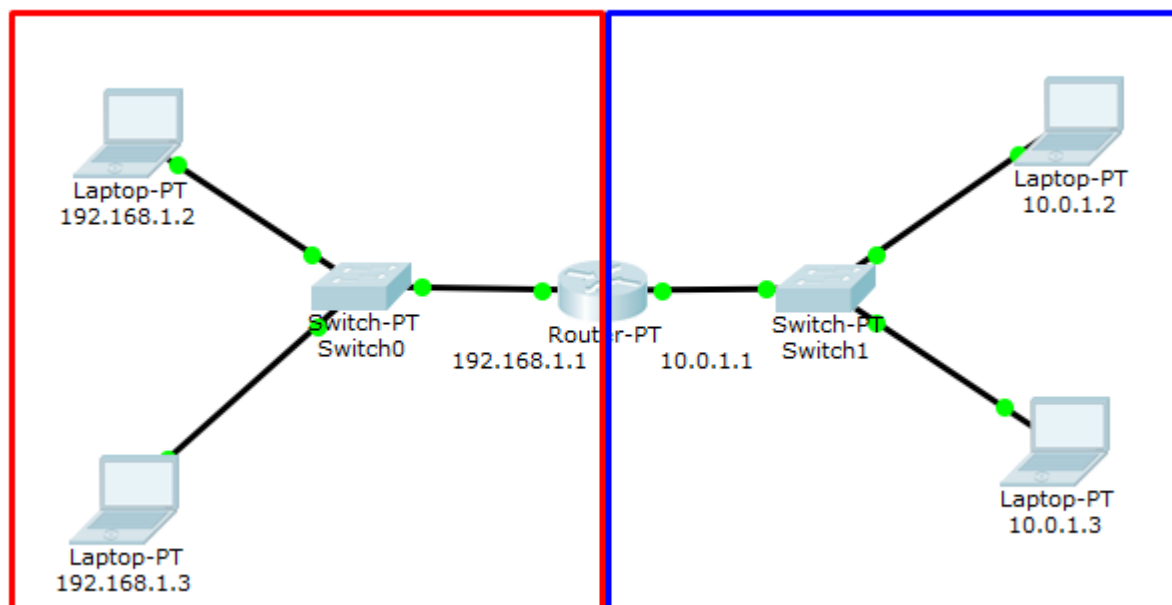 Laptop-PT
192.168.1.2
Laptop-PT
10.0.1.2
Switch-PT
Switch0
Router-PT
192.168.1.1
10.0.1.1
Switch-PT
Switch1
Laptop-PT
192.168.1.3
Laptop-PT
10.0.1.3